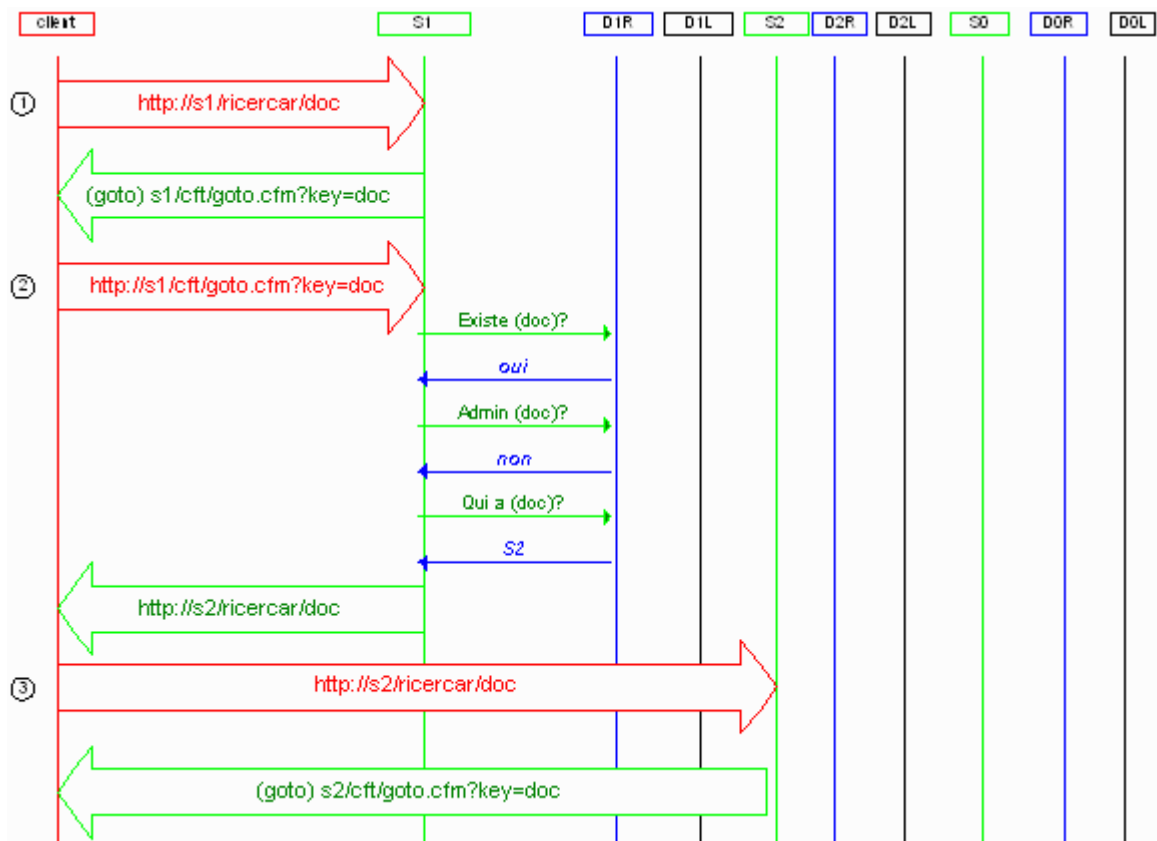 client S1 D1R D1L S2 D2R D2L S0 D0R D0L
1 http://s1/ricercar/doc
(goto) s1/cft/goto.cfm?key=doc
2 http://s1/cft/goto.cfm?key=doc
Existe (doc)?
oui
Admin (doc)?
non
Qui a (doc)?
S2
http://s2/ricercar/doc
3 http://s2/ricercar/doc
(goto) s2/cft/goto.cfm?key=doc